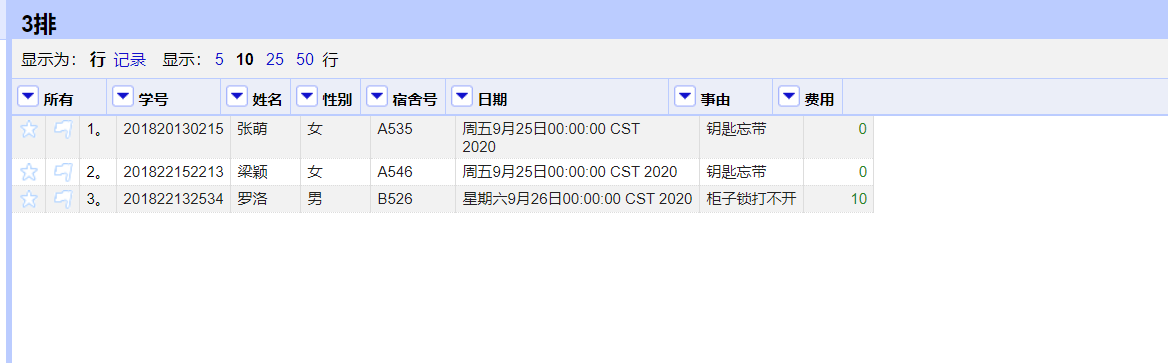 3排
显示为： 行 记录 显示： 5 10 25 50 行
所有 学号 姓名 性别 宿舍号 日期 事由 费用
1。 201820130215 张萌 女 A535 周五9月25日00:00:00 CST 钥匙忘带 0
2020
2。 201822152213 梁颖 女 A546 周五9月25日00:00:00 CST 2020 钥匙忘带 0
3。 201822132534 罗洛 男 B526 星期六9月26日00:00:00 CST 2020 柜子锁打不开 10